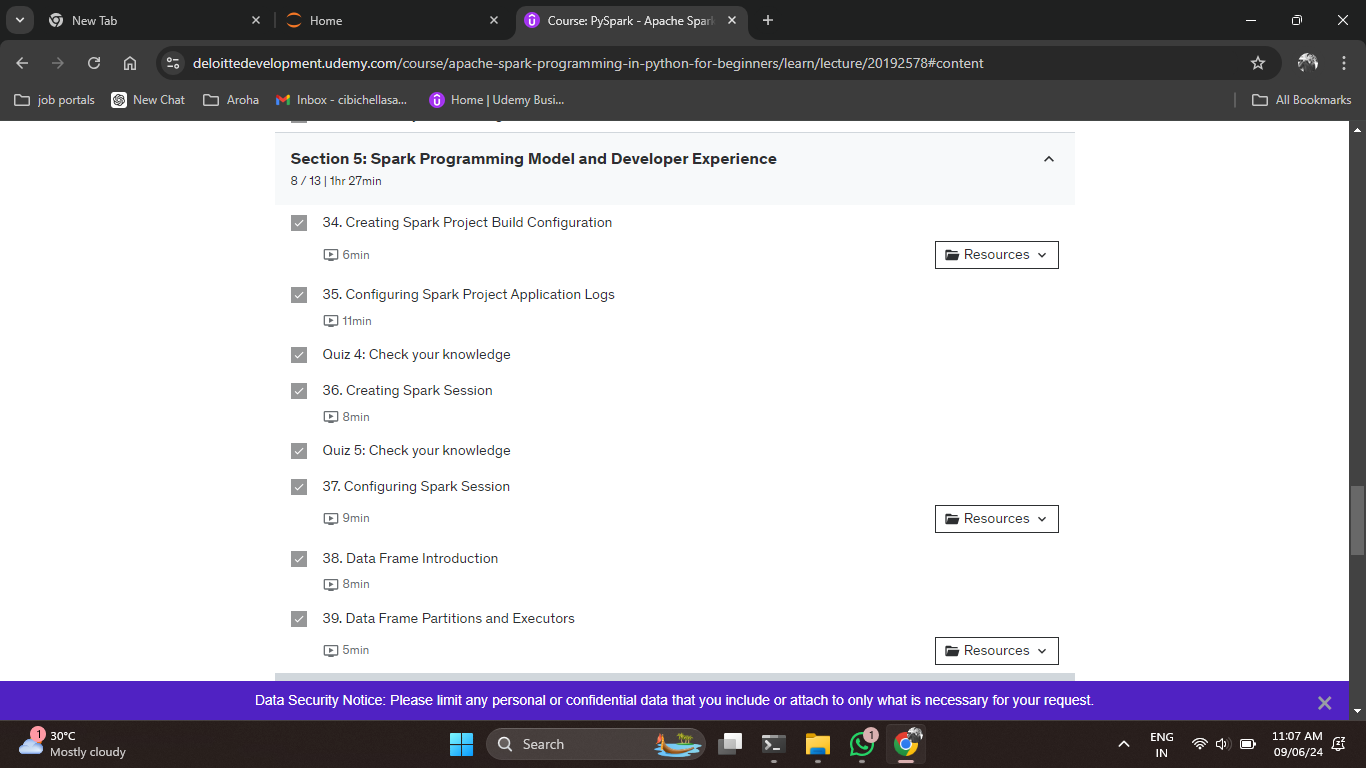 New Tab
Home
Course: PySpark - Apache Spark
deloittedevelopment.udemy.com/course/apache-spark-programming-in-python-for-beginners/learn/lecture/20192578#content
job portals
New Chat
Aroha
Inbox - cibichellasa...
Home | Udemy Busi...
All Bookmarks
Section 5: Spark Programming Model and Developer Experience
8 / 13 | 1hr 27min
34. Creating Spark Project Build Configuration
6min
Resources
35. Configuring Spark Project Application Logs
11min
Quiz 4: Check your knowledge
36. Creating Spark Session
8min
Quiz 5: Check your knowledge
37. Configuring Spark Session
9min
Resources
38. Data Frame Introduction
8min
39. Data Frame Partitions and Executors
5min
Resources
Data Security Notice: Please limit any personal or confidential data that you include or attach to only what is necessary for your request.
1
30°C
Mostly cloudy
Search
1
ENG
IN
11:07 AM
09/06/24